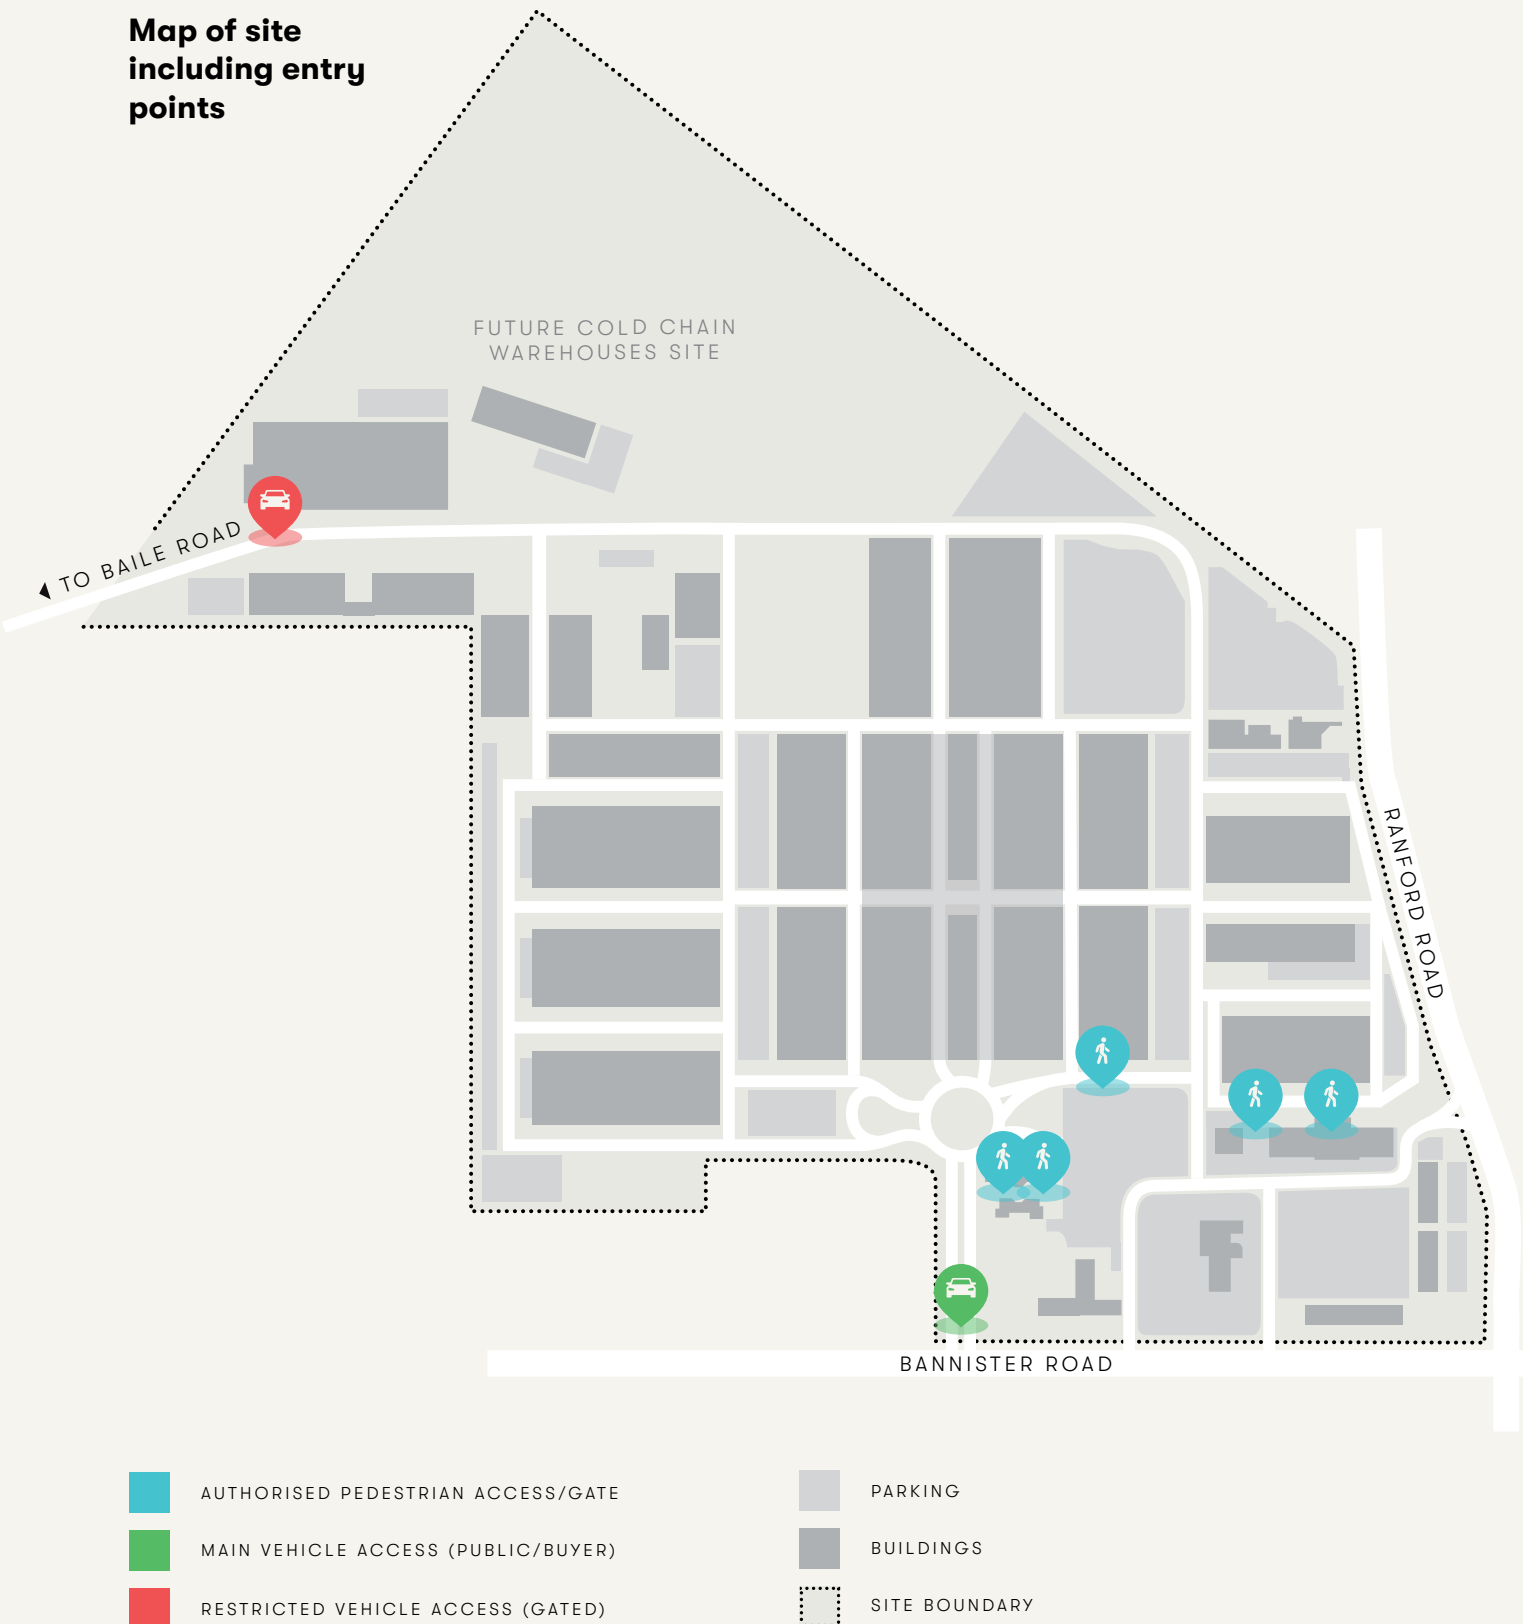 Map of site
including entry
points
FUTURE COLD CHAIN
WAREHOUSES SITE
TO BAILE ROAD
RANFORD ROAD
BANNISTER ROAD
AUTHORISED PEDESTRIAN ACCESS/GATE
MAIN VEHICLE ACCESS (PUBLIC/BUYER)
RESTRICTED VEHICLE ACCESS (GATED)
PARKING
BUILDINGS
SITE BOUNDARY